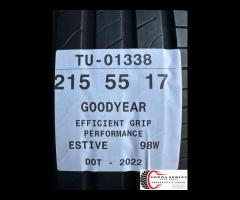 TU-01338
215 55 17
GOODYEAR
EFFICIENT GRIP
PERFORMANCE
ESTIVE 98W
DOT - 2022